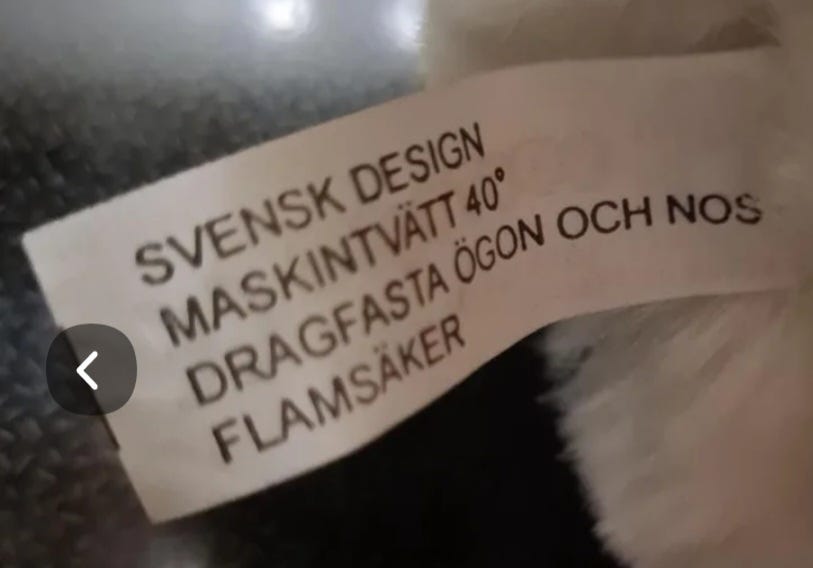 SVENSK DESIGN
MASKINTVÄTT 40°
DRAGFASTA ÖGON OCH NOS
FLAMSÄKER